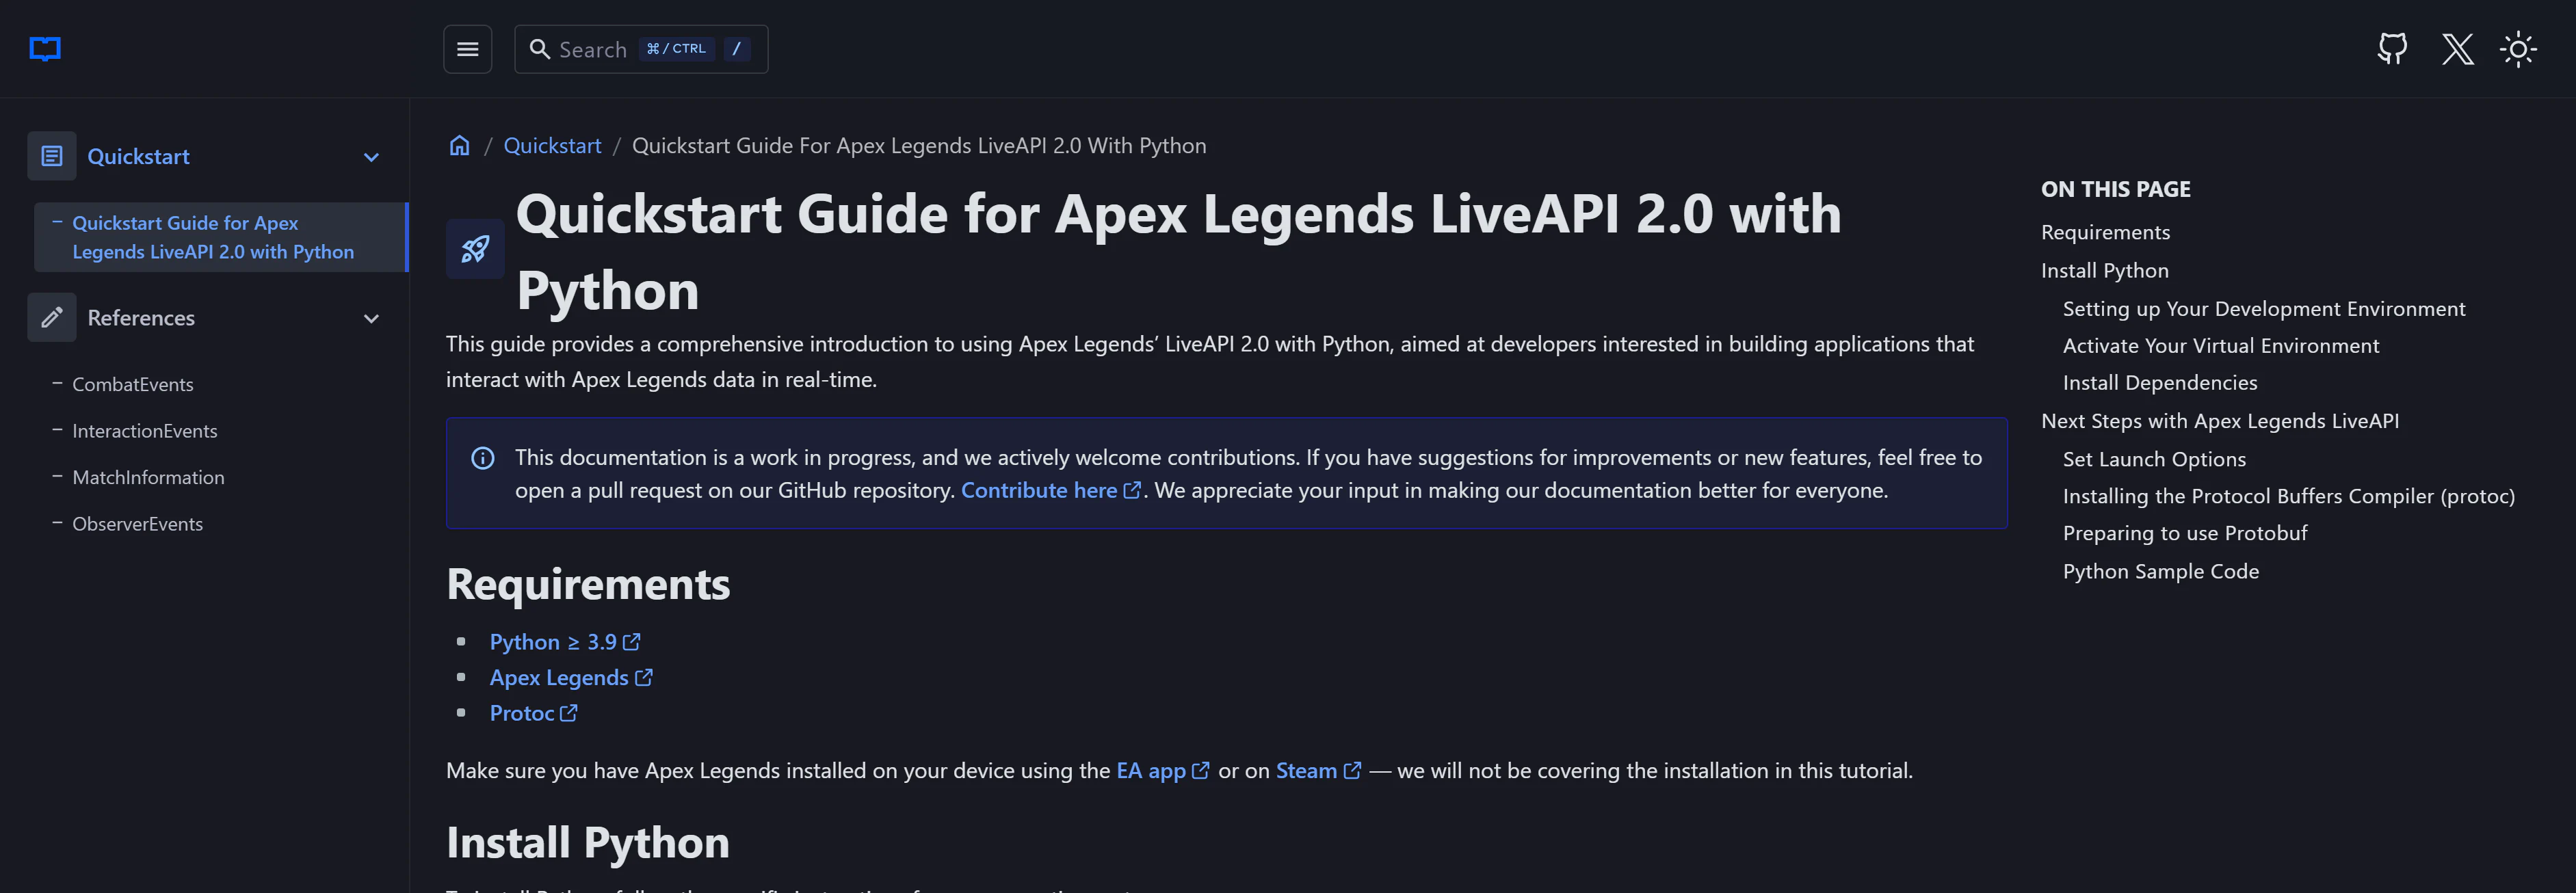 Search ⌘/CTRL /
Quickstart
Quickstart Guide for Apex
Legends LiveAPI 2.0 with Python
References
CombatEvents
InteractionEvents
MatchInformation
ObserverEvents
/ Quickstart / Quickstart Guide For Apex Legends LiveAPI 2.0 With Python
Quickstart Guide for Apex Legends LiveAPI 2.0 with
Python
This guide provides a comprehensive introduction to using Apex Legends’ LiveAPI 2.0 with Python, aimed at developers interested in building applications that
interact with Apex Legends data in real-time.
This documentation is a work in progress, and we actively welcome contributions. If you have suggestions for improvements or new features, feel free to
open a pull request on our GitHub repository. Contribute here. We appreciate your input in making our documentation better for everyone.
Requirements
Python ≥ 3.9
Apex Legends
Protoc
Make sure you have Apex Legends installed on your device using the EA app or on Steam — we will not be covering the installation in this tutorial.
Install Python
ON THIS PAGE
Requirements
Install Python
Setting up Your Development Environment
Activate Your Virtual Environment
Install Dependencies
Next Steps with Apex Legends LiveAPI
Set Launch Options
Installing the Protocol Buffers Compiler (protoc)
Preparing to use Protobuf
Python Sample Code